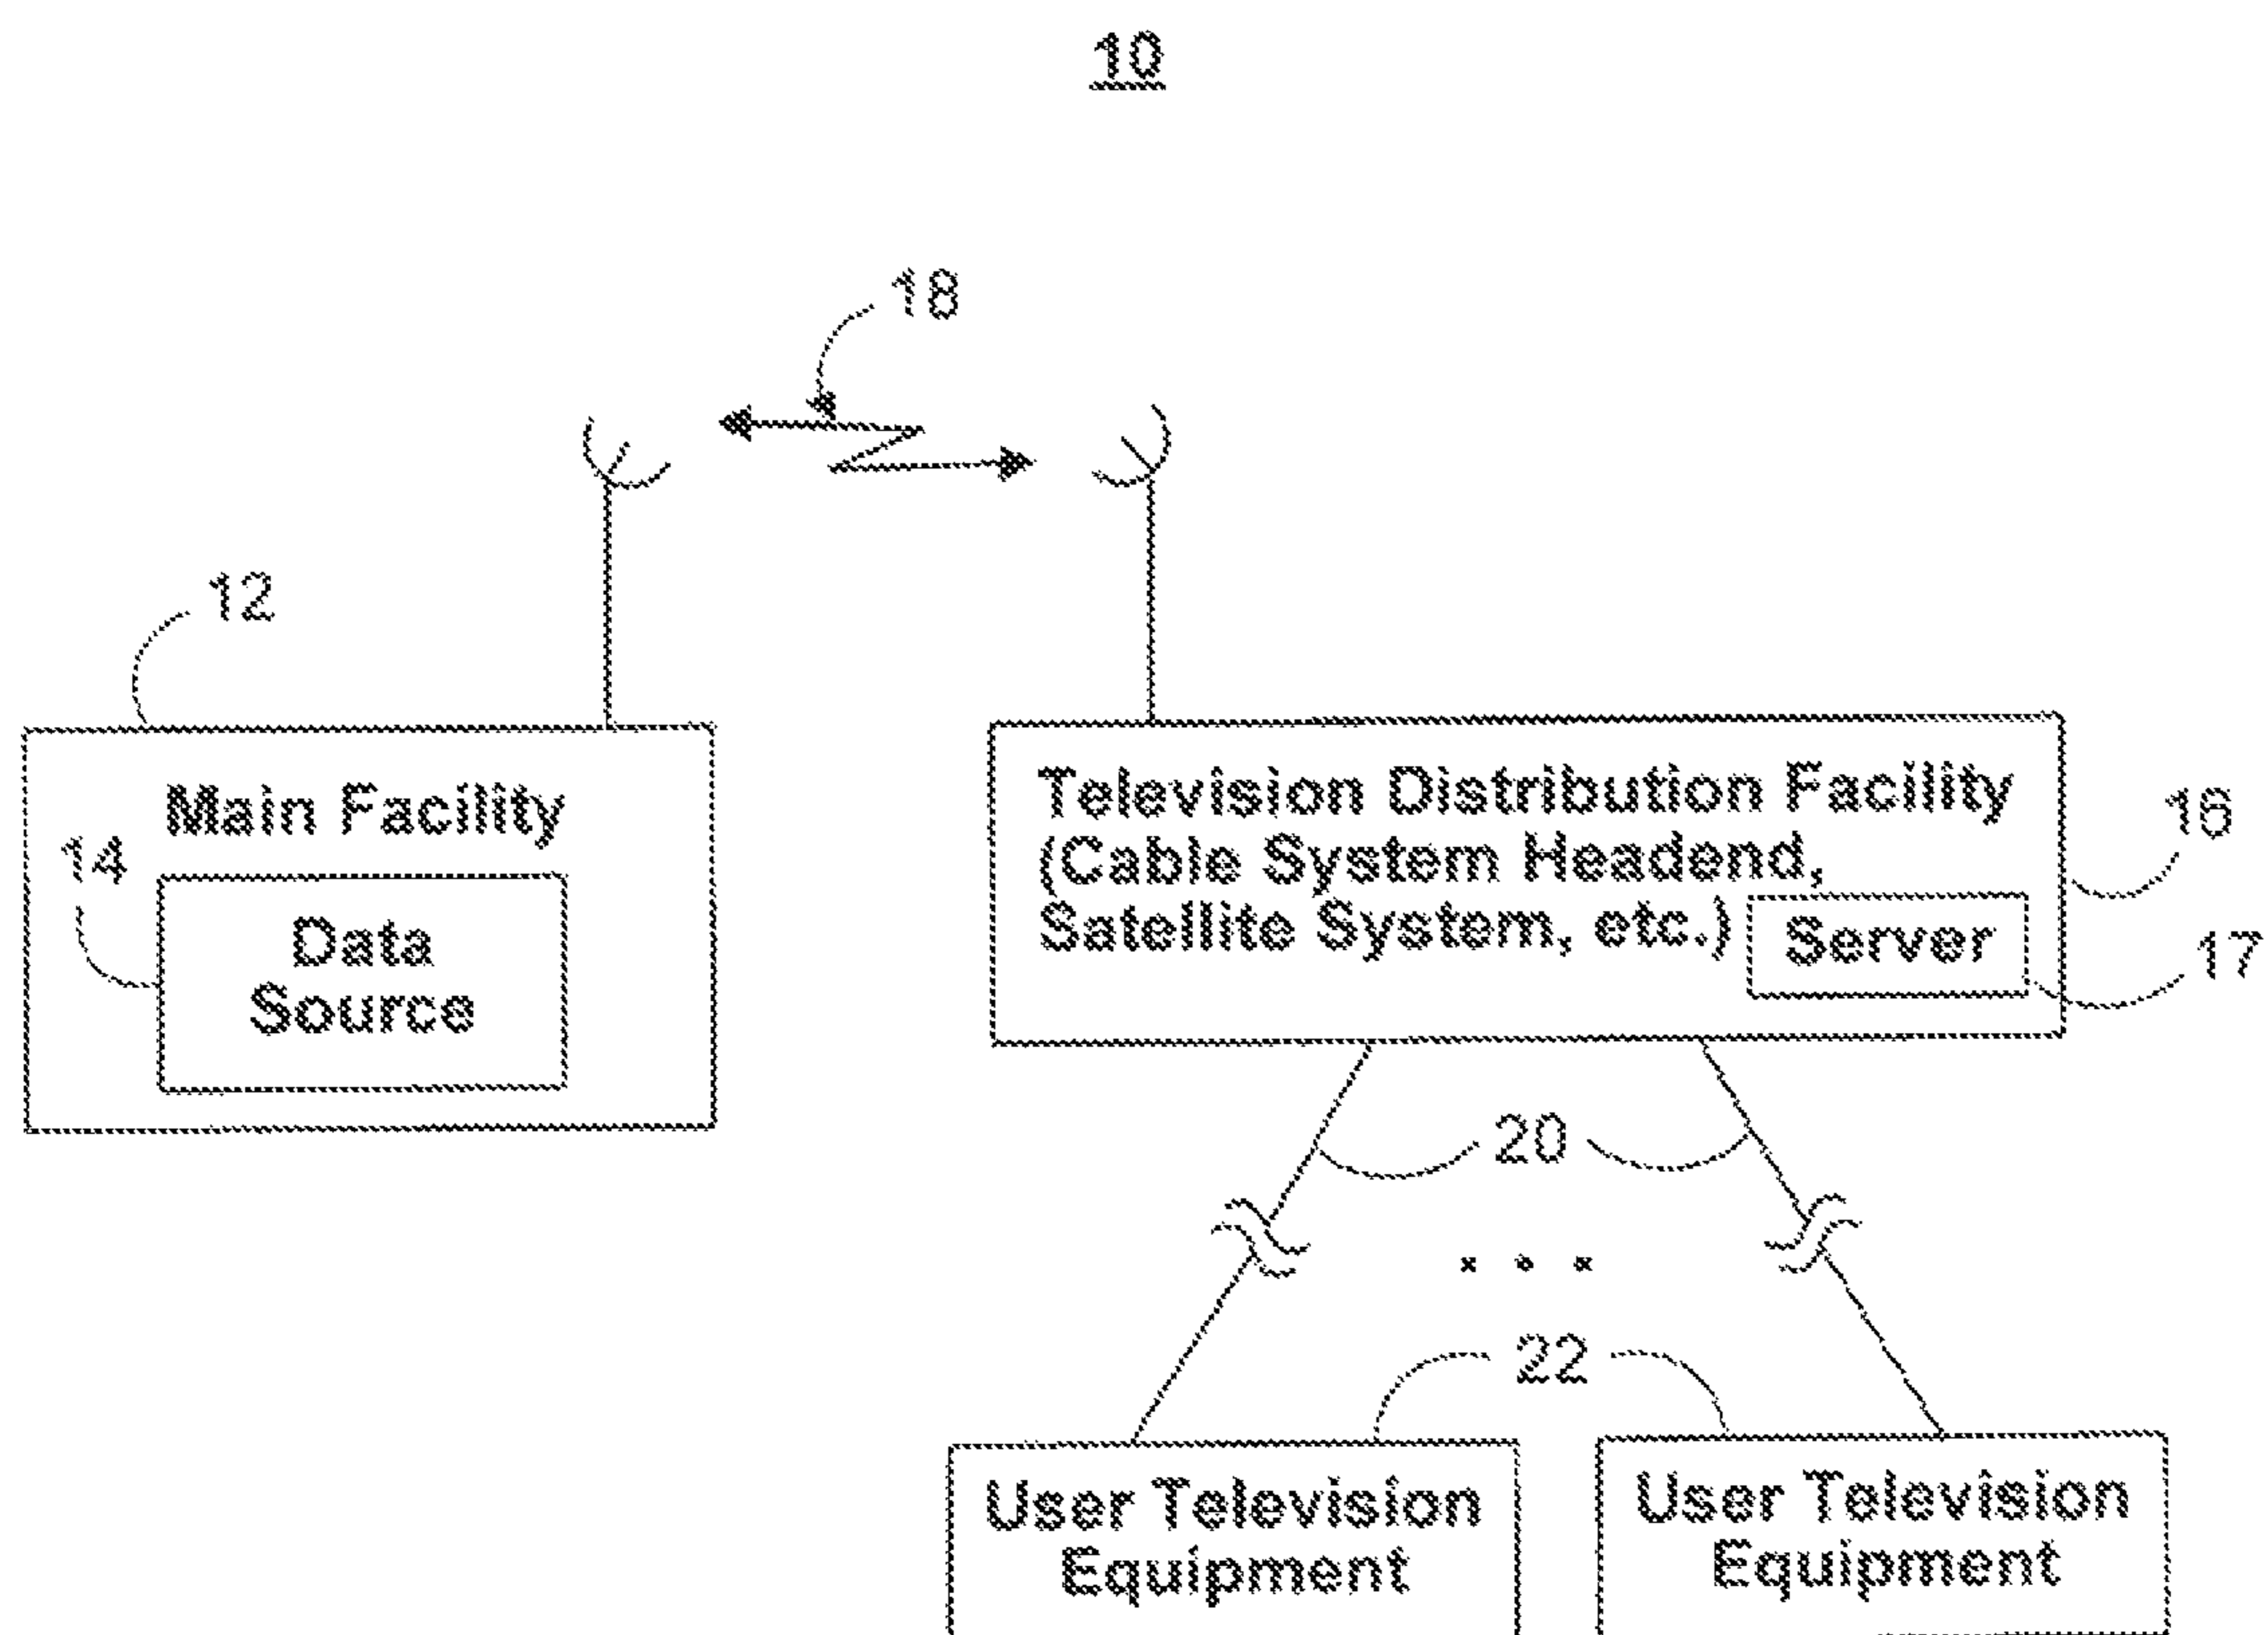 10
18
12
Main Facility
14
Data
Source
Television Distribution Facility
(Cable System Headend,
Satellite System, etc.)
Server
16
17
20
. . .
22
User Television
Equipment
User Television
Equipment